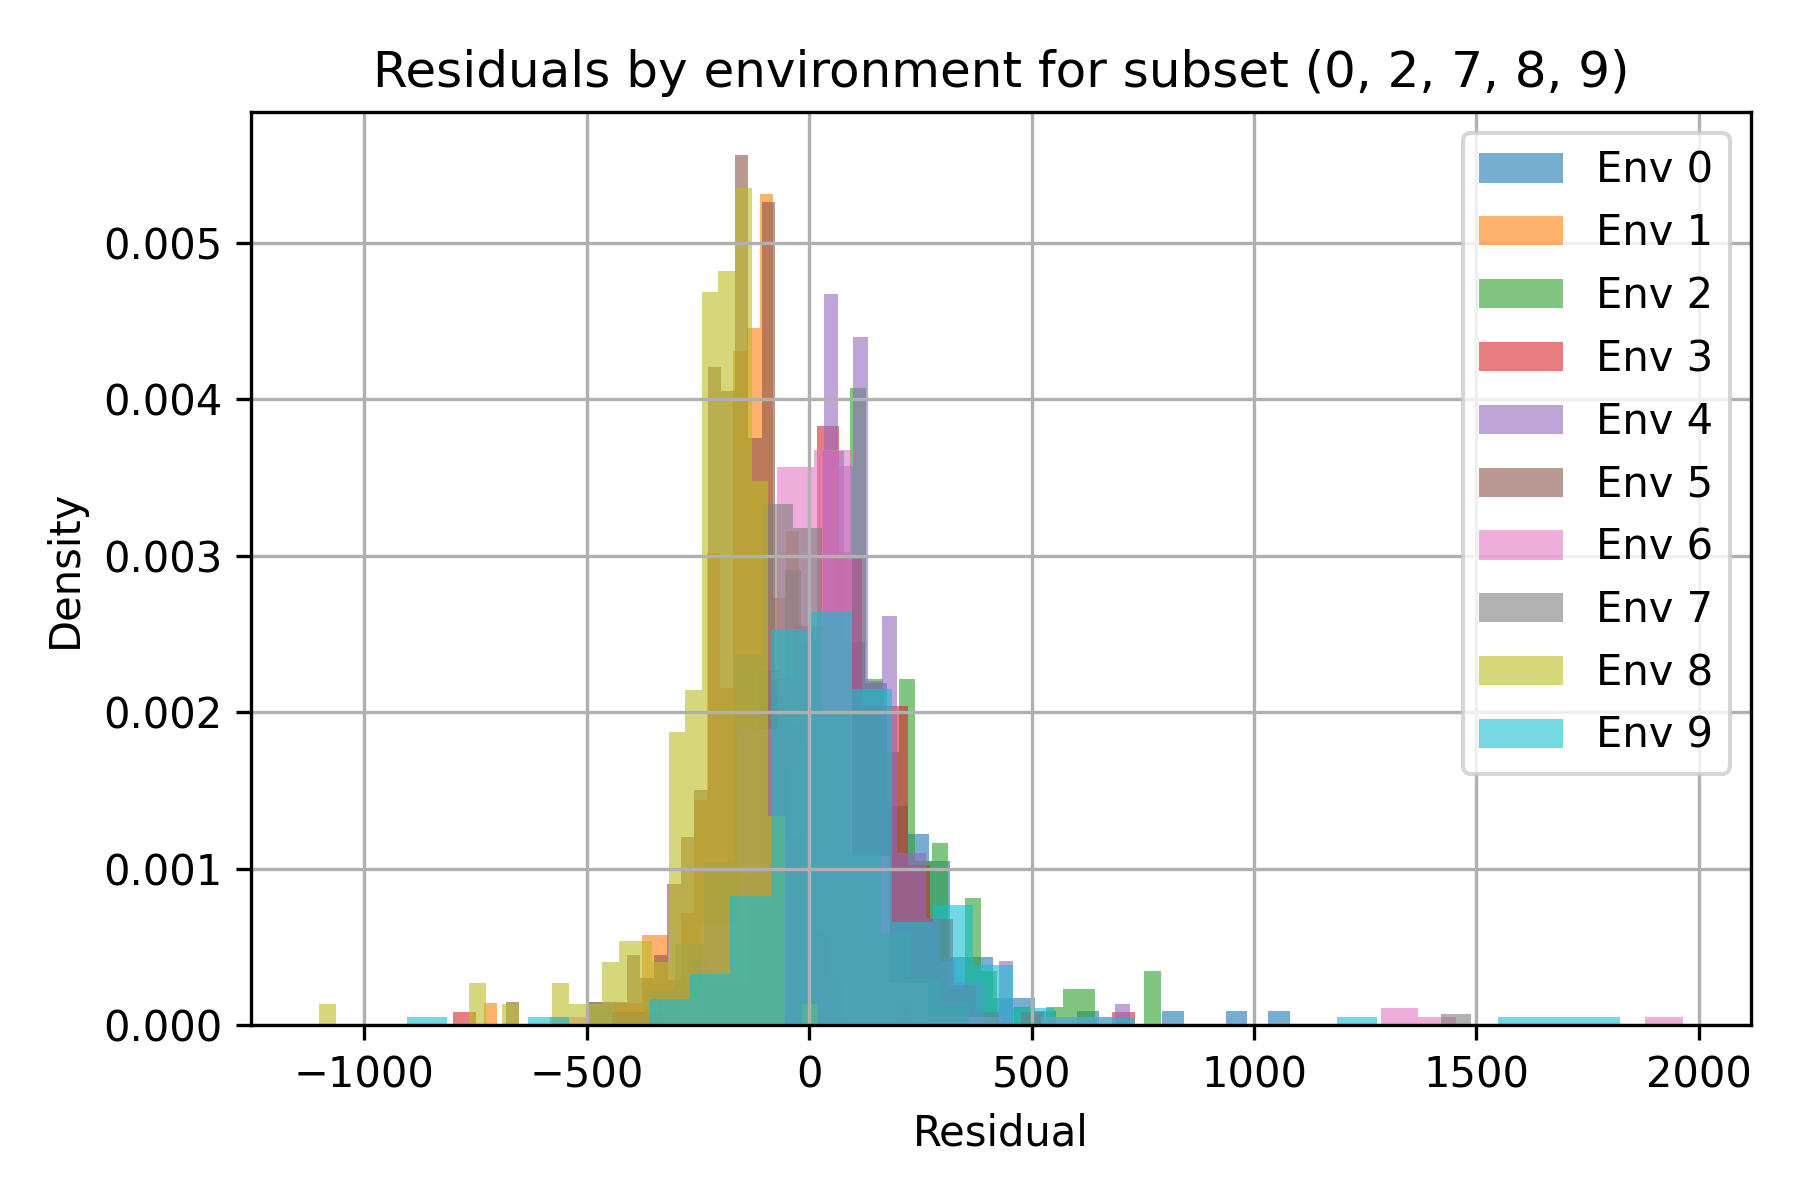 Residuals by environment for subset (0, 2, 7, 8, 9)
Density
0.005
0.004
0.003
0.002
0.001
0.000
−1000
−500
0
500
1000
1500
2000
Residual
Env 0
Env 1
Env 2
Env 3
Env 4
Env 5
Env 6
Env 7
Env 8
Env 9